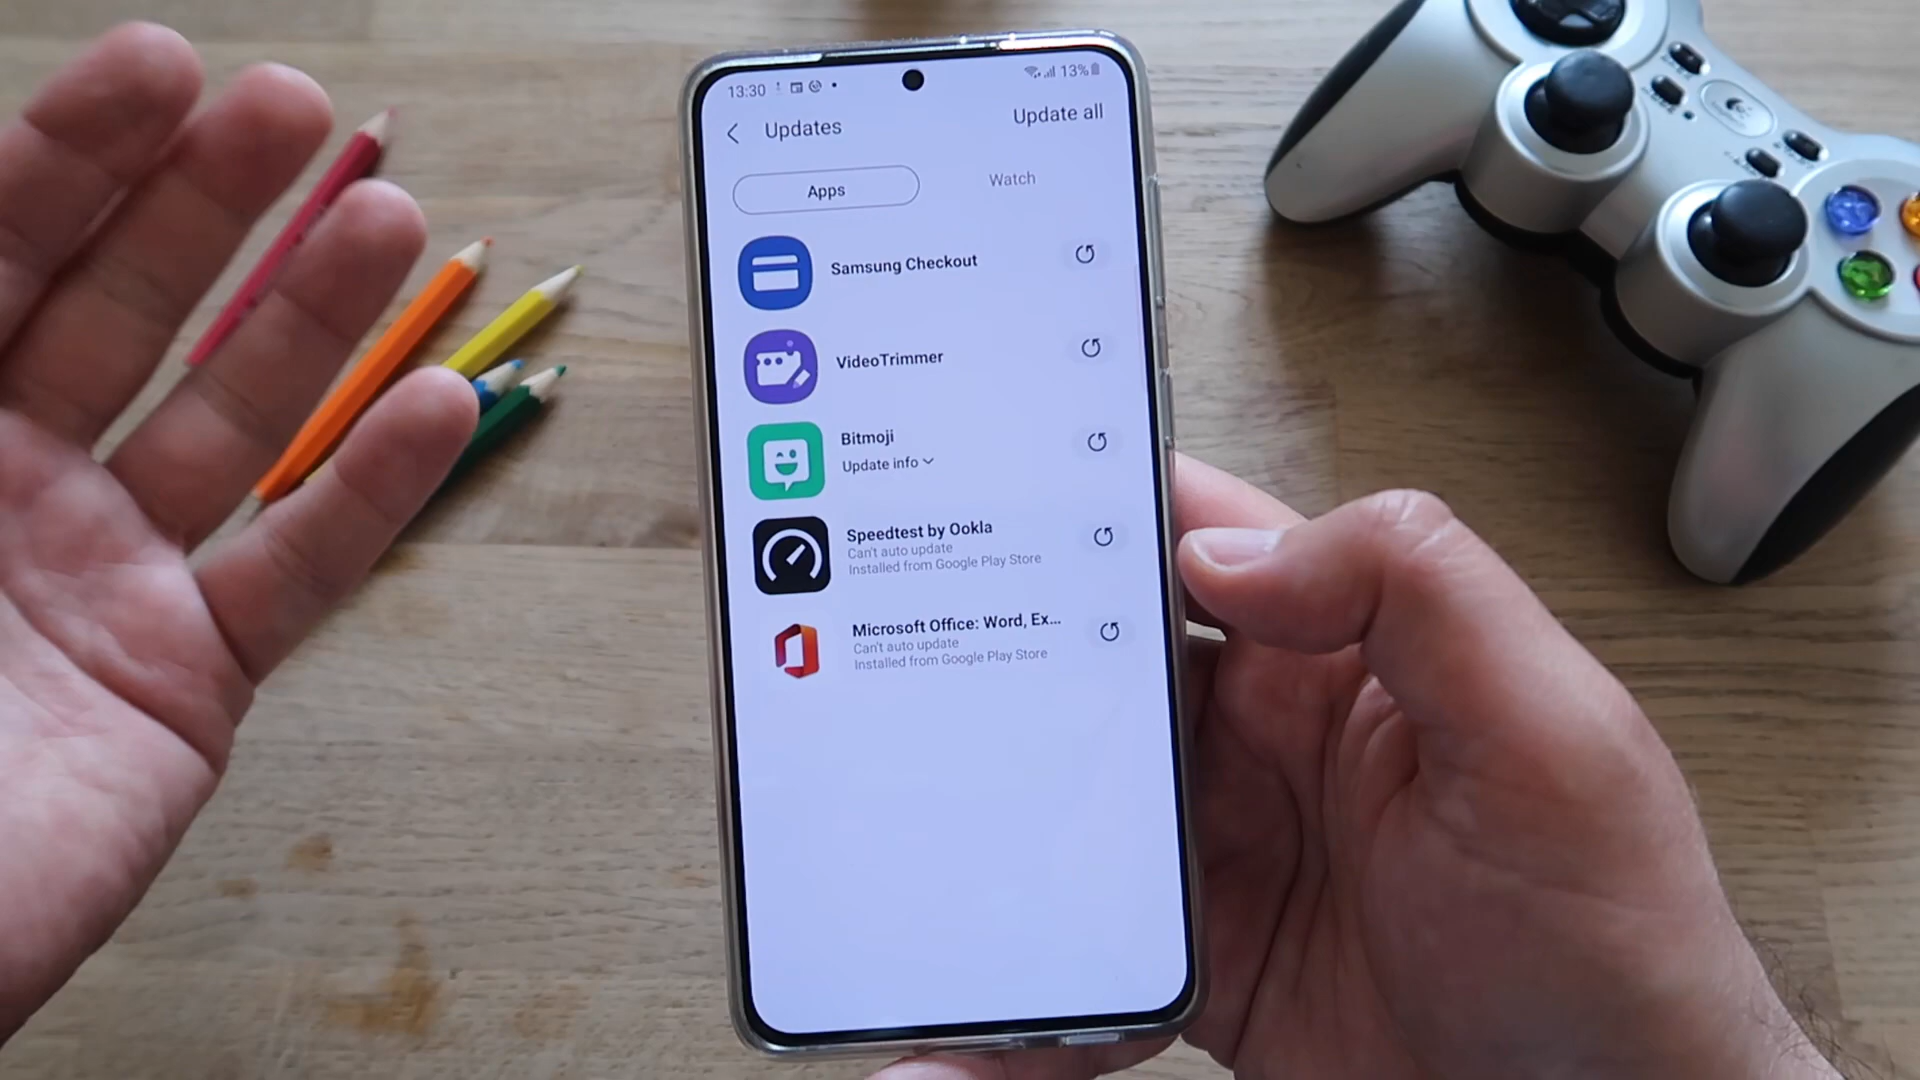 13:30
13%
Updates
Update all
Apps
Watch
Samsung Checkout
VideoTrimmer
Bitmoji
Update info
Speedtest by Ookla
Can't auto update
Installed from Google Play Store
Microsoft Office: Word, Ex...
Can't auto update
Installed from Google Play Store